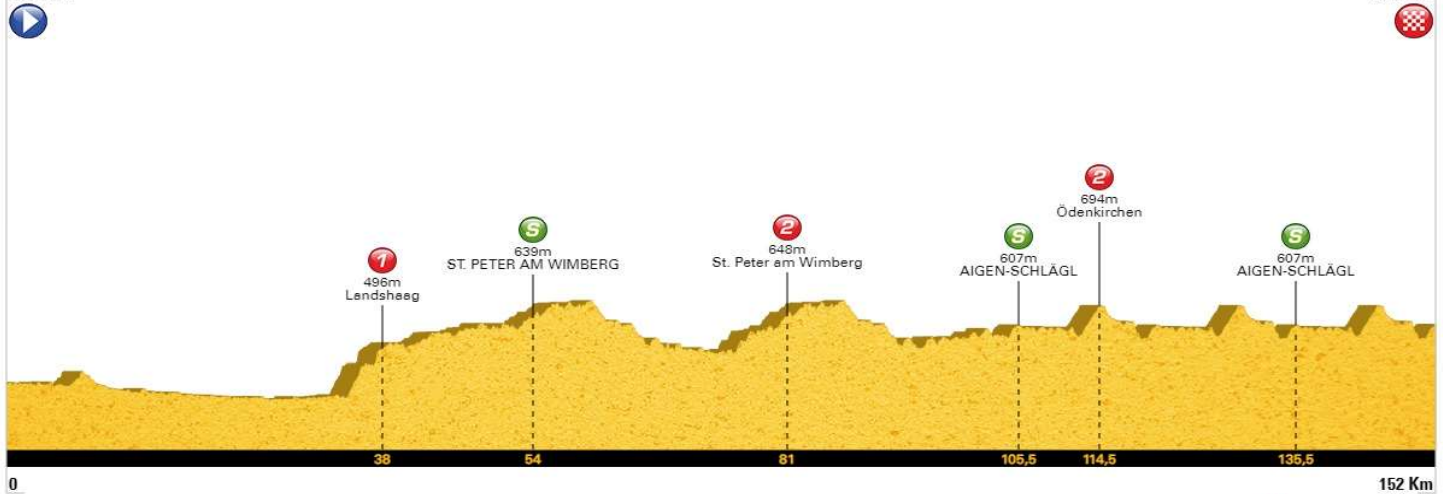 2
694m
Ödenkirchen
S
639m
ST. PETER AM WIMBERG
2
648m
St. Peter am Wimberg
S
607m
AIGEN-SCHLÄGL
S
607m
AIGEN-SCHLÄGL
1
496m
Landshaag
38
54
81
105,5
114,5
135,5
0
152 Km